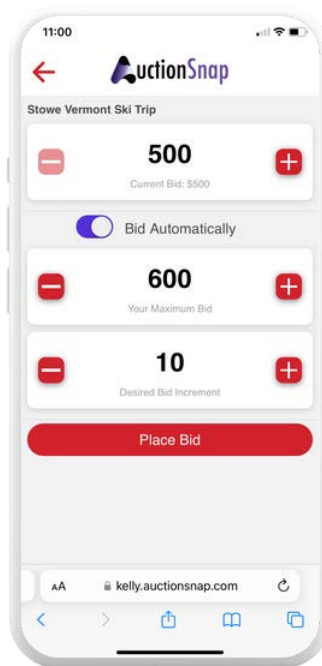 11:00
AuctionSnap
Stowe Vermont Ski Trip
500
Current Bid: $500
Bid Automatically
600
Your Maximum Bid
10
Desired Bid Increment
Place Bid
AA
kelly.auctionsnap.com